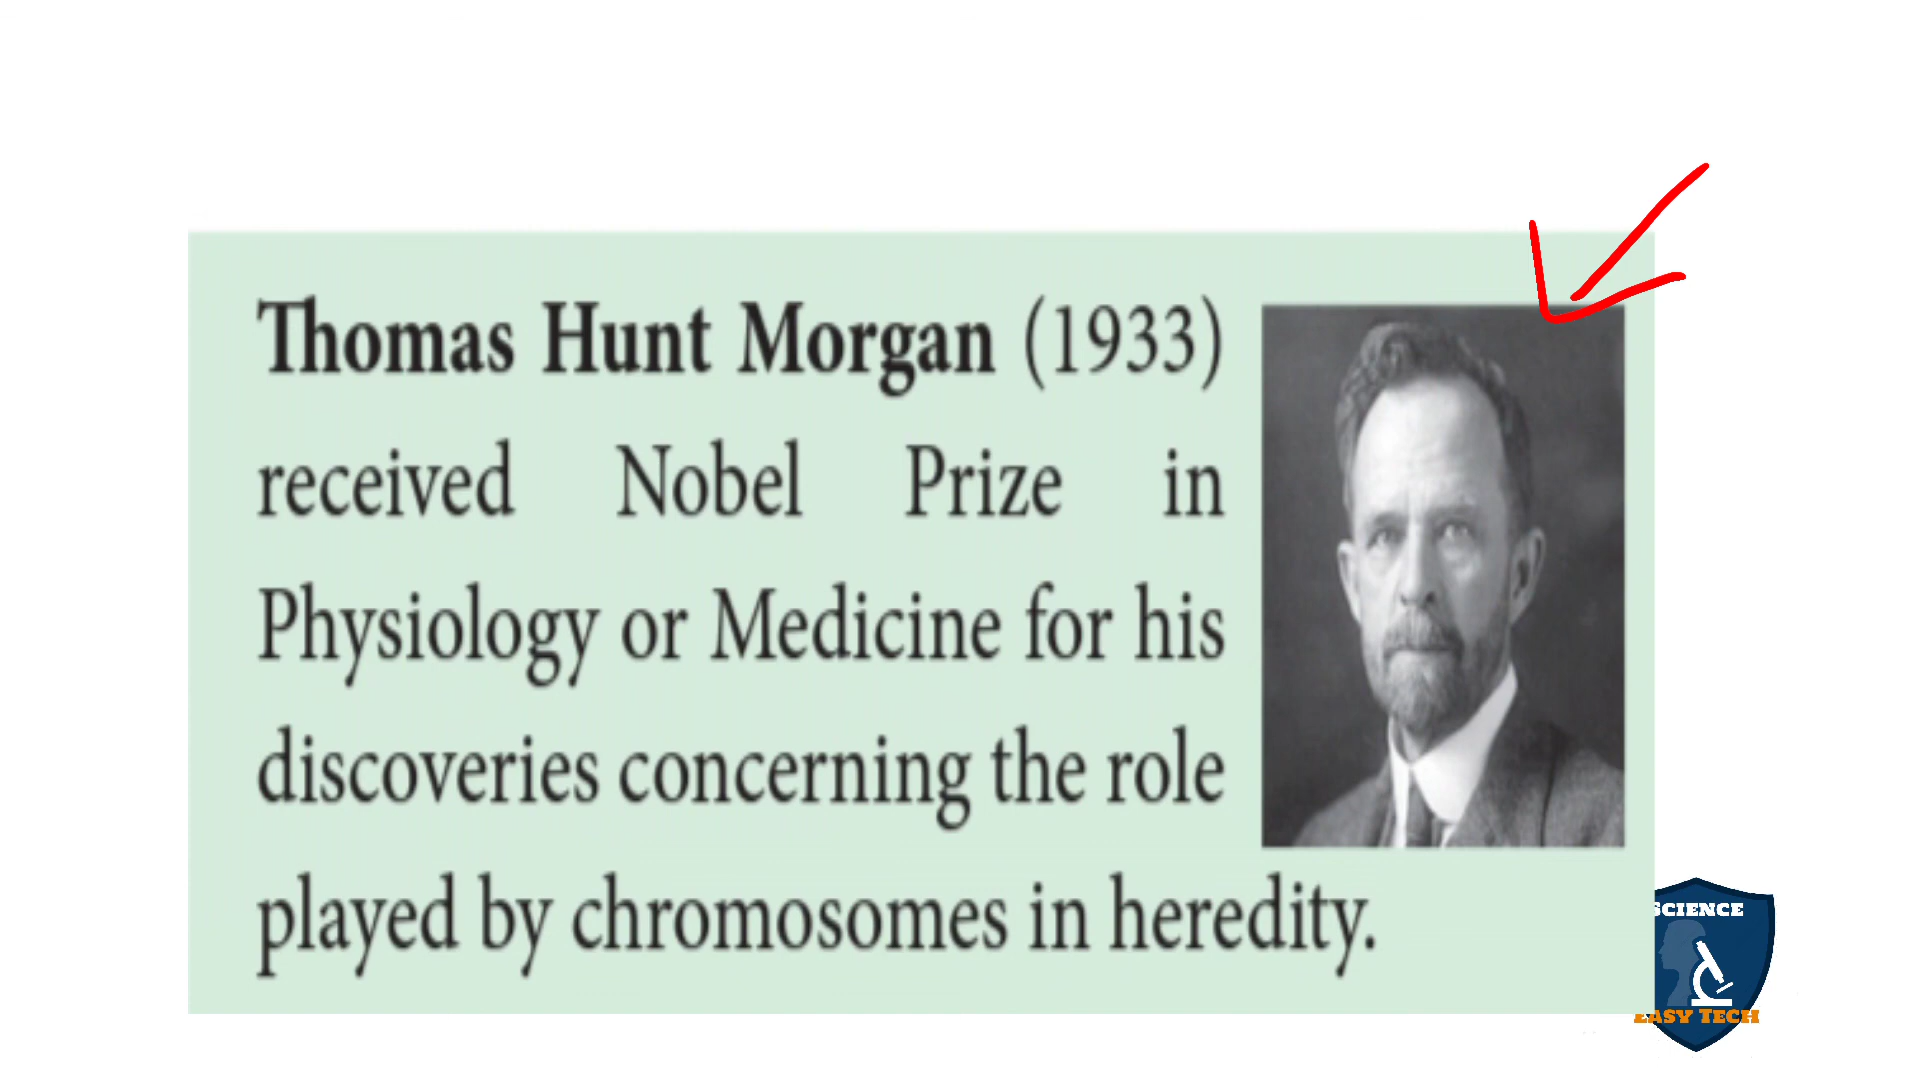 Thomas Hunt Morgan (1933)
received Nobel Prize in
Physiology or Medicine for his
discoveries concerning the role
played by chromosomes in heredity.
SCIENCE
EASY TECH